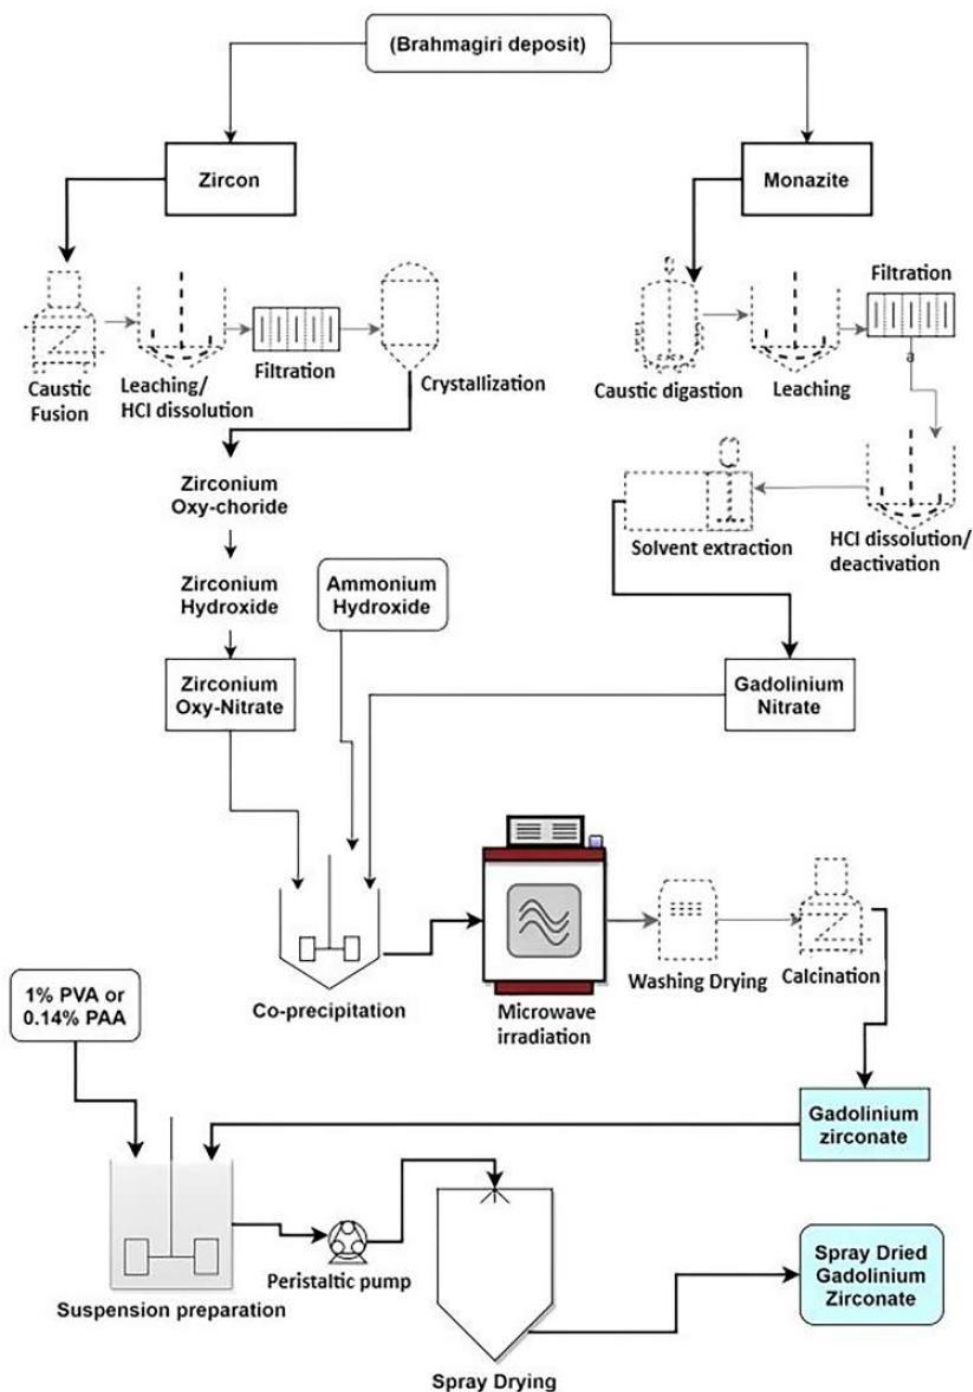 (Brahmagiri deposit)
Zircon
Monazite
Filtration
Caustic
Fusion
Leaching/
HCl dissolution
Filtration
Crystallization
Caustic digastion
Leaching
Zirconium
Oxy-choride
Solvent extraction
HCl dissolution/
deactivation
Zirconium
Hydroxide
Ammonium
Hydroxide
Zirconium
Oxy-Nitrate
Gadolinium
Nitrate
Co-precipitation
Microwave
irradiation
Washing Drying
Calcination
1% PVA or
0.14% PAA
Gadolinium
zirconate
Suspension preparation
Peristaltic pump
Spray Drying
Spray Dried
Gadolinium
Zirconate